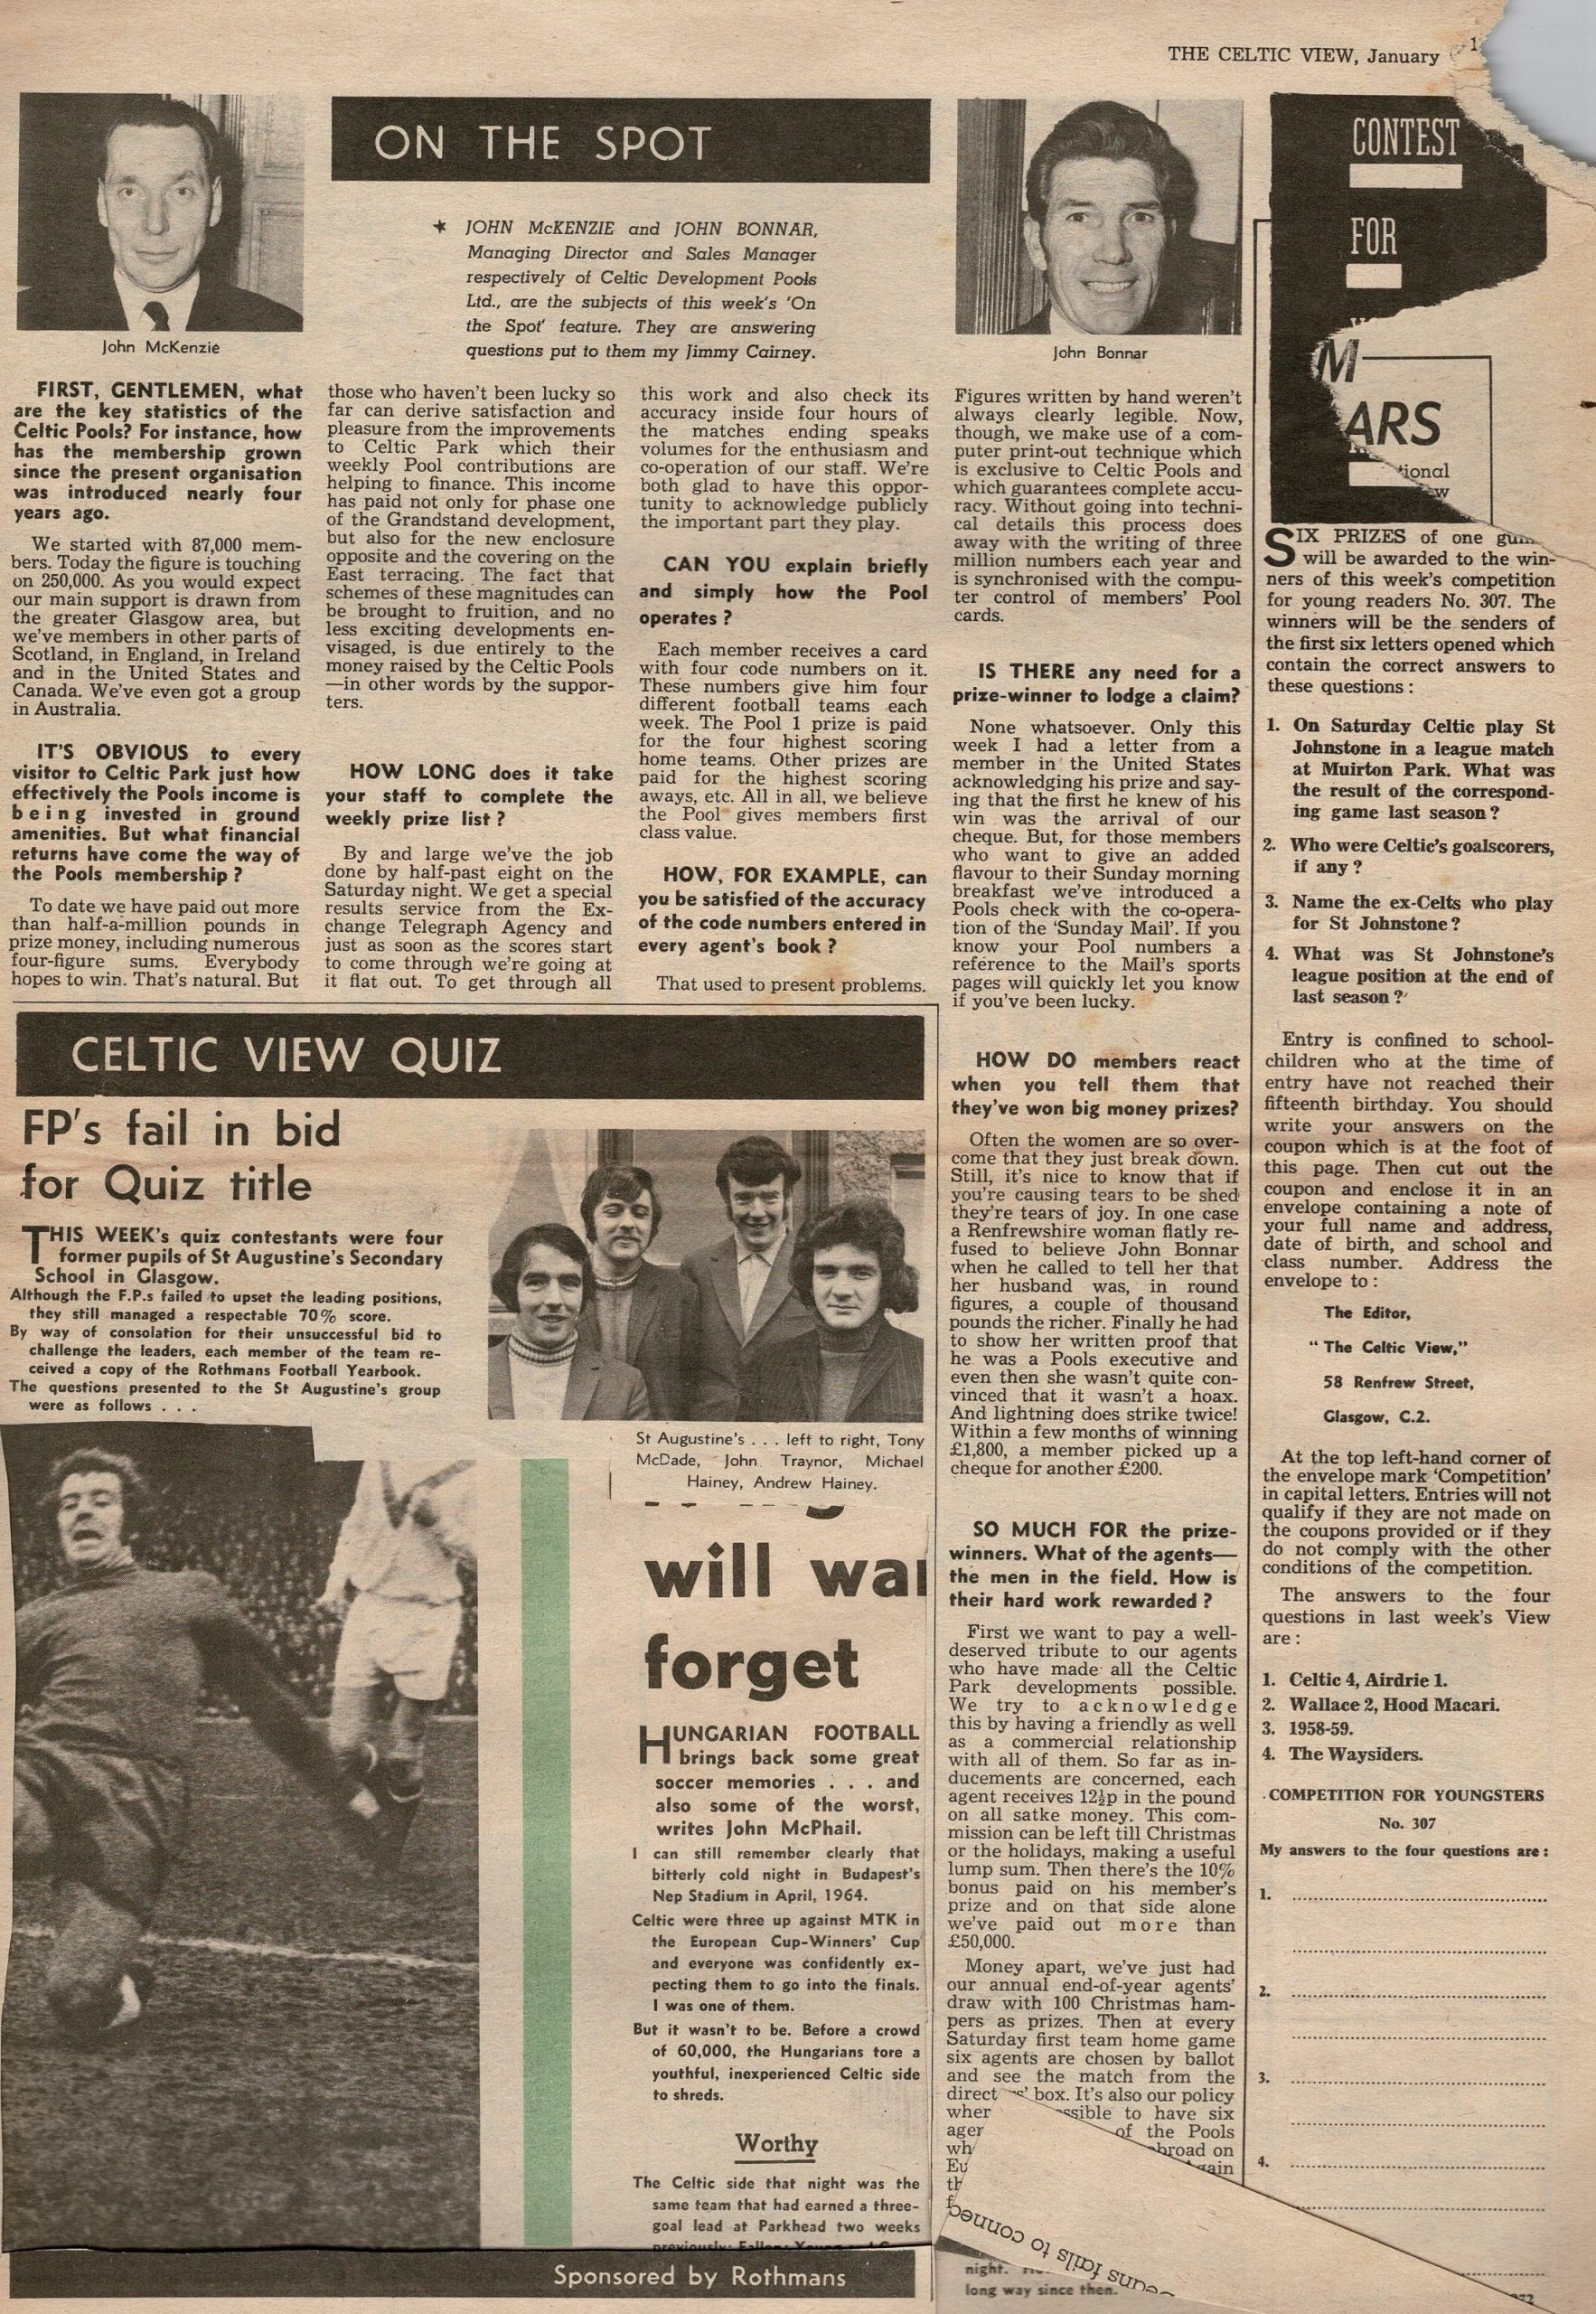 THE CELTIC VIEW, January
ON THE SPOT
★ JOHN McKENZIE and JOHN BONNAR,
Managing Director and Sales Manager
respectively of Celtic Development Pools
Ltd., are the subjects of this week's 'On
the Spot' feature. They are answering
questions put to them my Jimmy Cairney.
John McKenzie
John Bonnar
FIRST, GENTLEMEN, what
are the key statistics of the
Celtic Pools? For instance, how
has the membership grown
since the present organisation
was introduced nearly four
years ago.
We started with 87,000 mem-
bers. Today the figure is touching
on 250,000. As you would expect
our main support is drawn from
the greater Glasgow area, but
we've members in other parts of
Scotland, in England, in Ireland
and in the United States and
Canada. We've even got a group
in Australia.
IT'S OBVIOUS to every
visitor to Celtic Park just how
effectively the Pools income is
being invested in ground
amenities. But what financial
returns have come the way of
the Pools membership?
To date we have paid out more
than half-a-million pounds in
prize money, including numerous
four-figure sums. Everybody
hopes to win. That's natural. But
those who haven't been lucky so
far can derive satisfaction and
pleasure from the improvements
to Celtic Park which their
weekly Pool contributions are
helping to finance. This income
has paid not only for phase one
of the Grandstand development,
but also for the new enclosure
opposite and the covering on the
East terracing. The fact that
schemes of these magnitudes can
be brought to fruition, and no
less exciting developments en-
visaged, is due entirely to the
money raised by the Celtic Pools
—in other words by the suppor-
ters.
HOW LONG does it take
your staff to complete the
weekly prize list?
By and large we've the job
done by half-past eight on the
Saturday night. We get a special
results service from the Ex-
change Telegraph Agency and
just as soon as the scores start
to come through we're going at
it flat out. To get through all
this work and also check its
accuracy inside four hours of
the matches ending speaks
volumes for the enthusiasm and
co-operation of our staff. We're
both glad to have this oppor-
tunity to acknowledge publicly
the important part they play.
CAN YOU explain briefly
and simply how the Pool
operates?
Each member receives a card
with four code numbers on it.
These numbers give him four
different football teams each
week. The Pool 1 prize is paid
for the four highest scoring
home teams. Other prizes are
paid for the highest scoring
aways, etc. All in all, we believe
the Pool gives members first
class value.
HOW, FOR EXAMPLE, can
you be satisfied of the accuracy
of the code numbers entered in
every agent's book?
That used to present problems.
Figures written by hand weren't
always clearly legible. Now,
though, we make use of a com-
puter print-out technique which
is exclusive to Celtic Pools and
which guarantees complete accu-
racy. Without going into techni-
cal details this process does
away with the writing of three
million numbers each year and
is synchronised with the compu-
ter control of members' Pool
cards.
IS THERE any need for a
prize-winner to lodge a claim?
None whatsoever. Only this
week I had a letter from a
member in the United States
acknowledging his prize and say-
ing that the first he knew of his
win was the arrival of our
cheque. But, for those members
who want to give an added
flavour to their Sunday morning
breakfast we've introduced a
Pools check with the co-opera-
tion of the 'Sunday Mail'. If you
know your Pool numbers a
reference to the Mail's sports
pages will quickly let you know
if you've been lucky.
HOW DO members react
when you tell them that
they've won big money prizes?
Often the women are so over-
come that they just break down.
Still, it's nice to know that if
you're causing tears to be shed
they're tears of joy. In one case
a Renfrewshire woman flatly re-
fused to believe John Bonnar
when he called to tell her that
her husband was, in round
figures, a couple of thousand
pounds the richer. Finally he had
to show her written proof that
he was a Pools executive and
even then she wasn't quite con-
vinced that it wasn't a hoax.
And lightning does strike twice!
Within a few months of winning
£1,800, a member picked up a
cheque for another £200.
SO MUCH FOR the prize-
winners. What of the agents—
the men in the field. How is
their hard work rewarded?
First we want to pay a well-
deserved tribute to our agents
who have made all the Celtic
Park developments possible.
We try to acknowledge
this by having a friendly as well
as a commercial relationship
with all of them. So far as in-
ducements are concerned, each
agent receives 12½p in the pound
on all satke money. This com-
mission can be left till Christmas
or the holidays, making a useful
lump sum. Then there's the 10%
bonus paid on his member's
prize and on that side alone
we've paid out more than
£50,000.
Money apart, we've just had
our annual end-of-year agents'
draw with 100 Christmas ham-
pers as prizes. Then at every
Saturday first team home game
six agents are chosen by ballot
and see the match from the
direct box. It's also our policy
to have six
of the Pools
on
CELTIC VIEW QUIZ
FP's fail in bid
for Quiz title
THIS WEEK's quiz contestants were four
former pupils of St Augustine's Secondary
School in Glasgow.
Although the F.P.s failed to upset the leading positions,
they still managed a respectable 70% score.
By way of consolation for their unsuccessful bid to
challenge the leaders, each member of the team re-
ceived a copy of the Rothmans Football Yearbook.
The questions presented to the St Augustine's group
were as follows . . .
St Augustine's . . . left to right, Tony
McDade, John Traynor, Michael
Hainey, Andrew Hainey.
will
forget
HUNGARIAN FOOTBALL
brings back some great
soccer memories . . . and
also some of the worst,
writes John McPhail.
I can still remember clearly that
bitterly cold night in Budapest's
Nep Stadium in April, 1964.
Celtic were three up against MTK in
the European Cup-Winners' Cup
and everyone was confidently ex-
pecting them to go into the finals.
I was one of them.
But it wasn't to be. Before a crowd
of 60,000, the Hungarians tore a
youthful, inexperienced Celtic side
to shreds.
Worthy
The Celtic side that night was the
same team that had earned a three-
goal lead at Parkhead two weeks
Sponsored by Rothmans
fails to connec
night.
long way since then.
CONTEST
FOR
M
ARS
SIX PRIZES of one
will be awarded to the win-
ners of this week's competition
for young readers No. 307. The
winners will be the senders of
the first six letters opened which
contain the correct answers to
these questions:
1. On Saturday Celtic play St
Johnstone in a league match
at Muirton Park. What was
the result of the correspond-
ing game last season?
2. Who were Celtic's goalscorers,
if any?
3. Name the ex-Celts who play
for St Johnstone?
4. What was St Johnstone's
league position at the end of
last season?
Entry is confined to school-
children who at the time of
entry have not reached their
fifteenth birthday. You should
write your answers on the
coupon which is at the foot of
this page. Then cut out the
coupon and enclose it in an
envelope containing a note of
your full name and address,
date of birth, and school and
class number. Address the
envelope to:
The Editor,
"The Celtic View,"
58 Renfrew Street,
Glasgow, C.2.
At the top left-hand corner of
the envelope mark 'Competition'
in capital letters. Entries will not
qualify if they are not made on
the coupons provided or if they
do not comply with the other
conditions of the competition.
The answers to the four
questions in last week's View
are:
1. Celtic 4, Airdrie 1.
2. Wallace 2, Hood Macari.
3. 1958-59.
4. The Waysiders.
COMPETITION FOR YOUNGSTERS
No. 307
My answers to the four questions are:
1.
2.
3.
4.